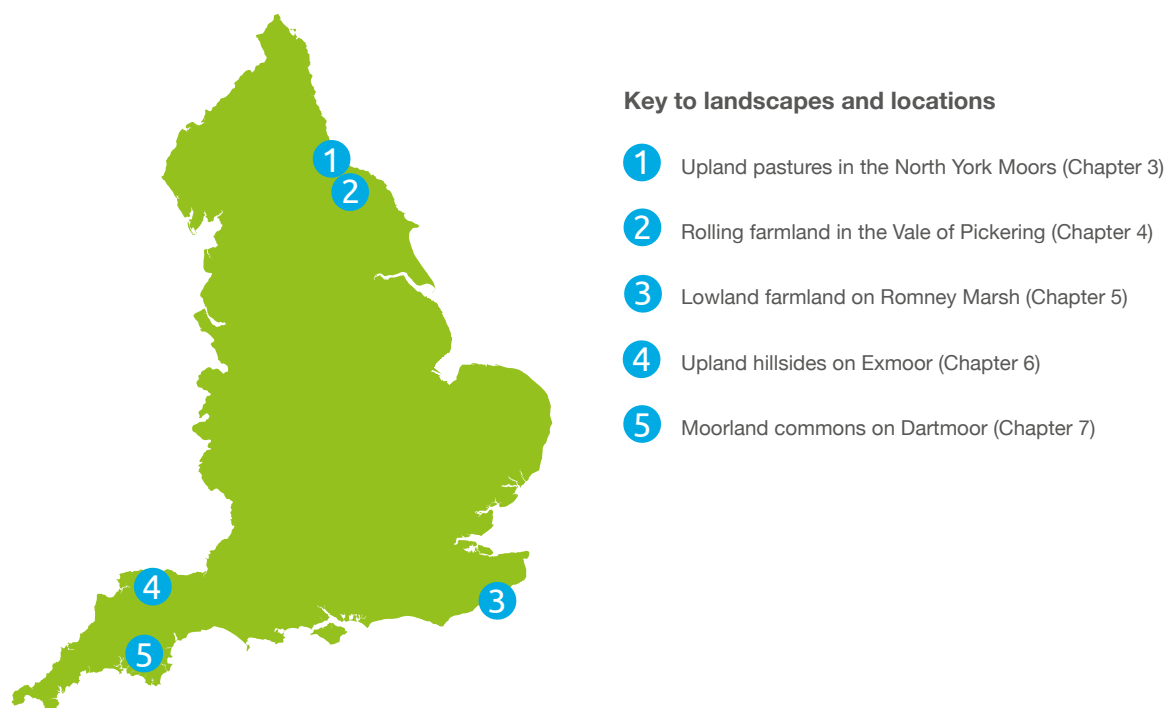 Key to landscapes and locations
1 Upland pastures in the North York Moors (Chapter 3)
2 Rolling farmland in the Vale of Pickering (Chapter 4)
3 Lowland farmland on Romney Marsh (Chapter 5)
4 Upland hillsides on Exmoor (Chapter 6)
5 Moorland commons on Dartmoor (Chapter 7)
1
2
4
3
5